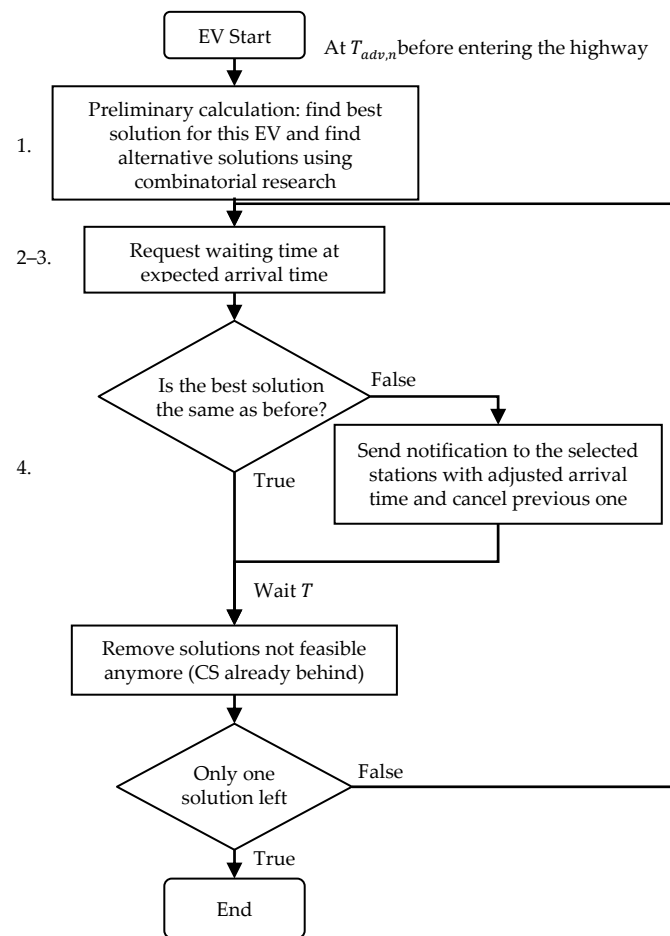 EV Start
At T_{adv,n} before entering the highway
1.
Preliminary calculation: find best
solution for this EV and find
alternative solutions using
combinatorial research
2–3.
Request waiting time at
expected arrival time
Is the best solution
the same as before?
False
4.
Send notification to the selected
stations with adjusted arrival
time and cancel previous one
True
Wait T
Remove solutions not feasible
anymore (CS already behind)
Only one
solution left
False
True
End